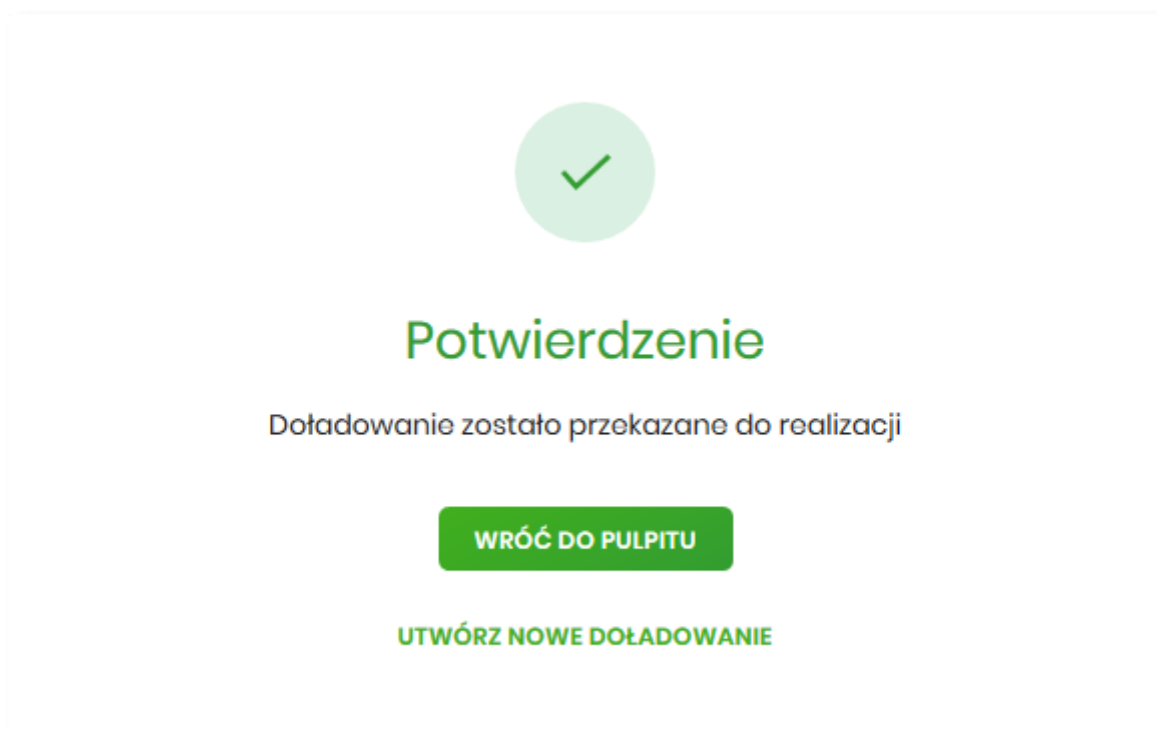 Potwierdzenie
Doładowanie zostało przekazane do realizacji
WRÓĆ DO PULPITU
UTWÓRZ NOWE DOŁADOWANIE